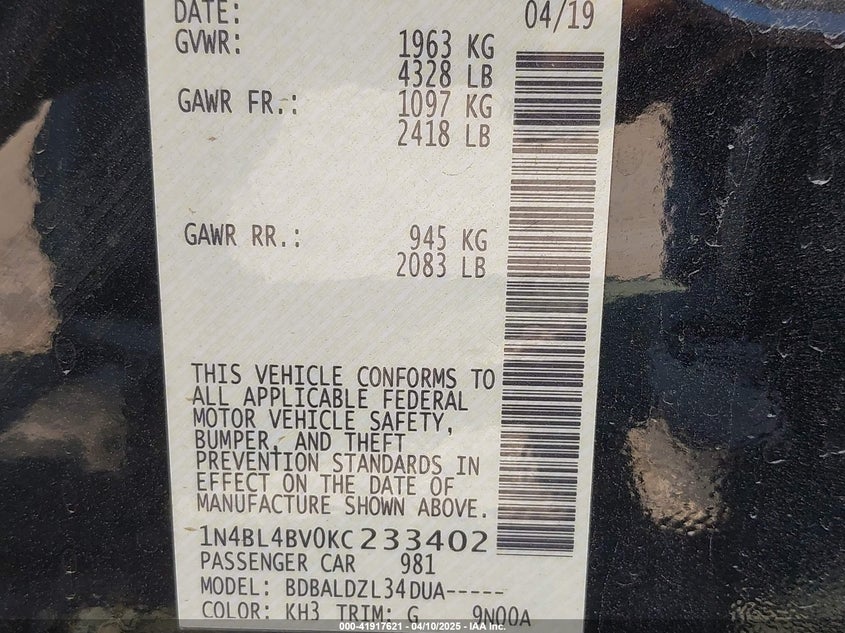 DATE: 04/19
GVWR: 1963 KG
4328 LB
GAWR FR.: 1097 KG
2418 LB
GAWR RR.: 945 KG
2083 LB
THIS VEHICLE CONFORMS TO
ALL APPLICABLE FEDERAL
MOTOR VEHICLE SAFETY,
BUMPER, AND THEFT
PREVENTION STANDARDS IN
EFFECT ON THE DATE OF
MANUFACTURE SHOWN ABOVE.
1N4BL4BV0KC233402
PASSENGER CAR 981
MODEL: BDBALDZL34DUA-----
COLOR: KH3 TRIM: G 9N00A
000-41917621 - 04/10/2025 - IAA Inc.